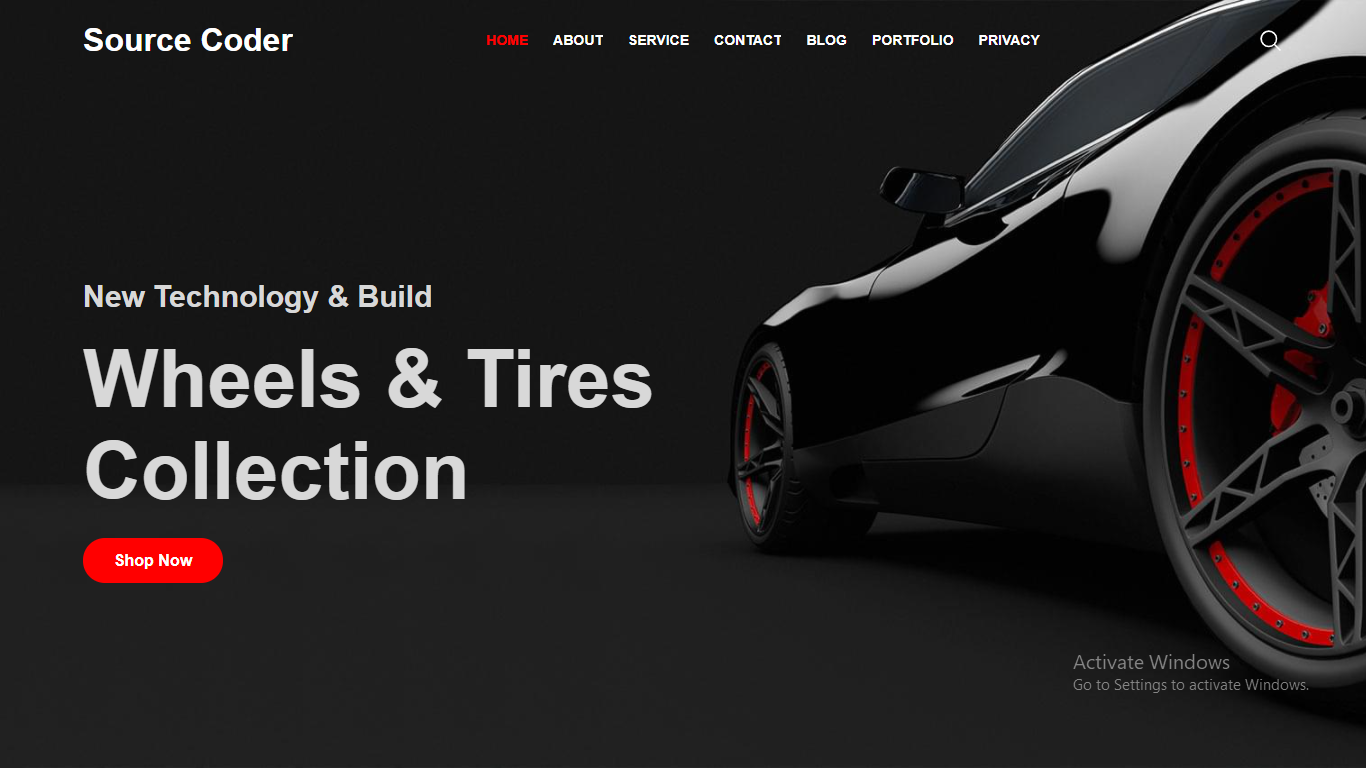 Source Coder
HOME ABOUT SERVICE CONTACT BLOG PORTFOLIO PRIVACY
New Technology & Build
Wheels & Tires
Collection
Shop Now
Activate Windows
Go to Settings to activate Windows.